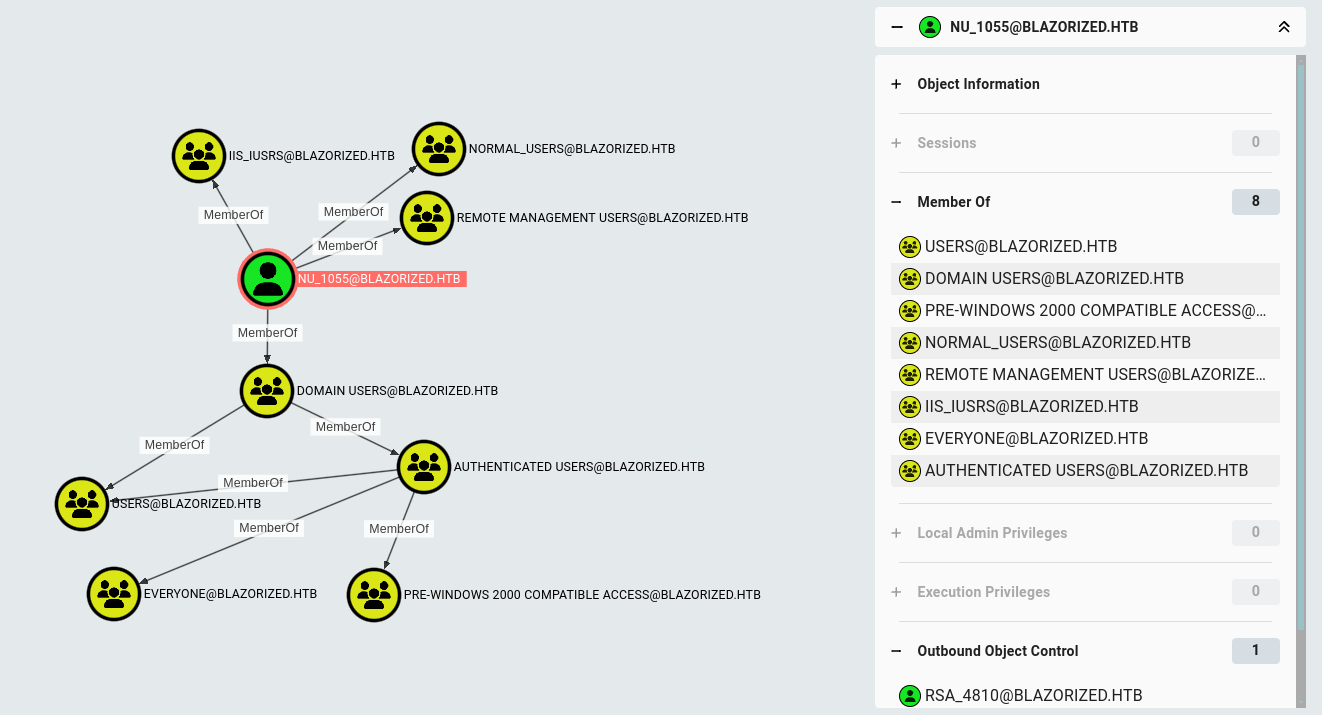 IIS_IUSRS@BLAZORIZED.HTB
NORMAL_USERS@BLAZORIZED.HTB
MemberOf
MemberOf
REMOTE MANAGEMENT USERS@BLAZORIZED.HTB
MemberOf
NU_1055@BLAZORIZED.HTB
MemberOf
DOMAIN USERS@BLAZORIZED.HTB
MemberOf
MemberOf
AUTHENTICATED USERS@BLAZORIZED.HTB
MemberOf
USERS@BLAZORIZED.HTB
MemberOf
MemberOf
EVERYONE@BLAZORIZED.HTB
PRE-WINDOWS 2000 COMPATIBLE ACCESS@BLAZORIZED.HTB
NU_1055@BLAZORIZED.HTB
Object Information
Sessions 0
Member Of 8
USERS@BLAZORIZED.HTB
DOMAIN USERS@BLAZORIZED.HTB
PRE-WINDOWS 2000 COMPATIBLE ACCESS@...
NORMAL_USERS@BLAZORIZED.HTB
REMOTE MANAGEMENT USERS@BLAZORIZE...
IIS_IUSRS@BLAZORIZED.HTB
EVERYONE@BLAZORIZED.HTB
AUTHENTICATED USERS@BLAZORIZED.HTB
Local Admin Privileges 0
Execution Privileges 0
Outbound Object Control 1
RSA_4810@BLAZORIZED.HTB